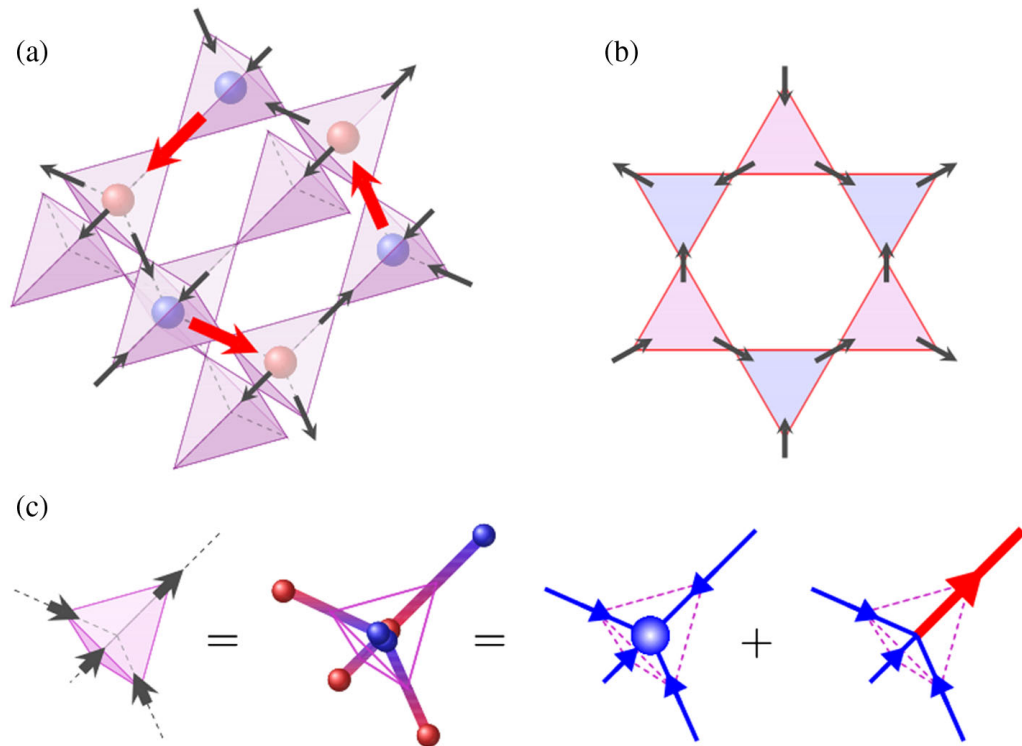 (a)
(b)
(c)
= = +